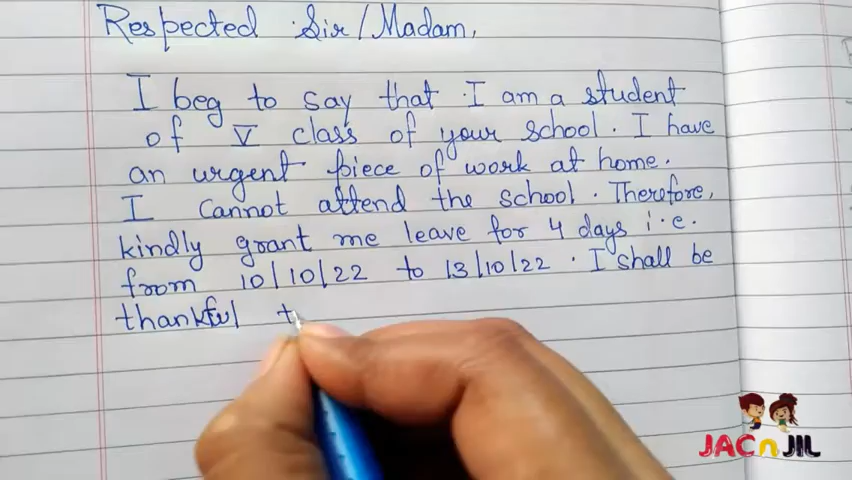 Respected Sir/Madam,
I beg to say that I am a student
of V class of your school. I have
an urgent piece of work at home.
I cannot attend the school. Therefore,
kindly grant me leave for 4 days i.e.
from 10/10/22 to 13/10/22. I shall be
thankful t
JACnJIL